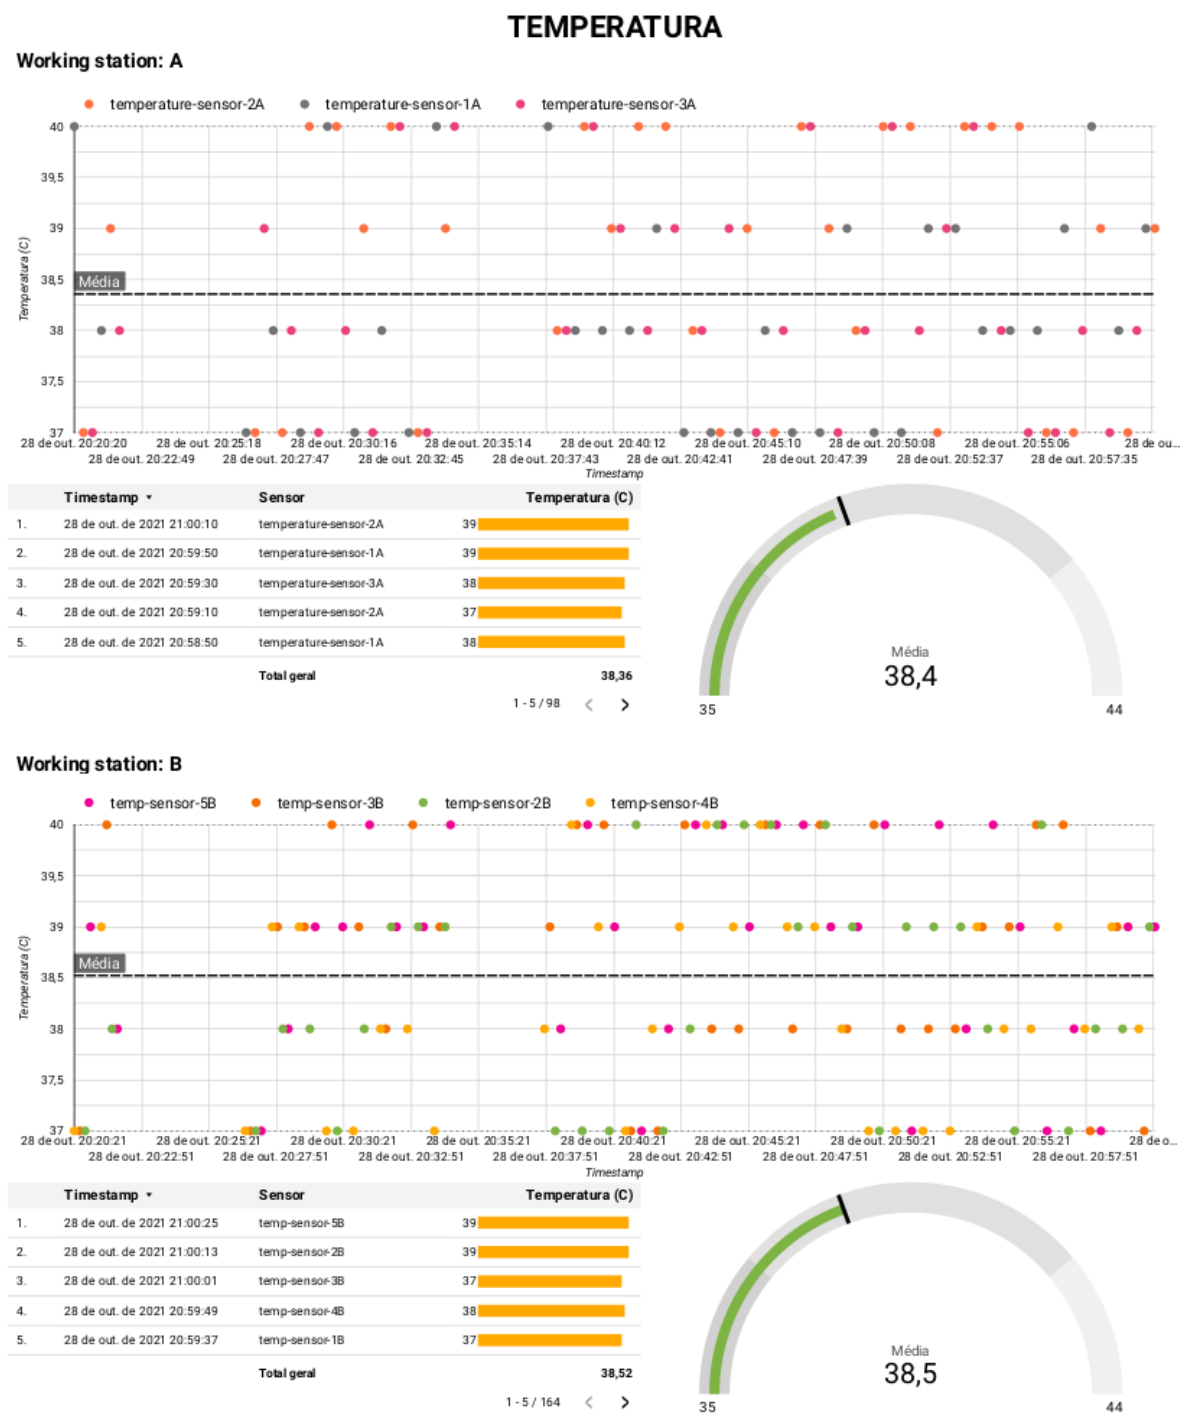 TEMPERATURA
Working station: A
temperature-sensor-2A temperature-sensor-1A temperature-sensor-3A
40
39,5
39
38,5
38
37,5
37
Temperatura (C)
Média
28 de out. 20:20:20 28 de out. 20:25:18 28 de out. 20:30:16 28 de out. 20:35:14 28 de out. 20:40:12 28 de out. 20:45:10 28 de out. 20:50:08 28 de out. 20:55:06 28 de ou...
28 de out. 20:22:49 28 de out. 20:27:47 28 de out. 20:32:45 28 de out. 20:37:43 28 de out. 20:42:41 28 de out. 20:47:39 28 de out. 20:52:37 28 de out. 20:57:35
Timestamp
Timestamp Sensor Temperatura (C)
1. 28 de out. de 2021 21:00:10 temperature-sensor-2A 39
2. 28 de out. de 2021 20:59:50 temperature-sensor-1A 39
3. 28 de out. de 2021 20:59:30 temperature-sensor-3A 38
4. 28 de out. de 2021 20:59:10 temperature-sensor-2A 37
5. 28 de out. de 2021 20:58:50 temperature-sensor-1A 38
Total geral 38,36
1 - 5 / 98
Média
38,4
35 44
Working station: B
temp-sensor-5B temp-sensor-3B temp-sensor-2B temp-sensor-4B
40
39,5
39
38,5
38
37,5
37
Temperatura (C)
Média
28 de out. 20:20:21 28 de out. 20:25:21 28 de out. 20:30:21 28 de out. 20:35:21 28 de out. 20:40:21 28 de out. 20:45:21 28 de out. 20:50:21 28 de out. 20:55:21 28 de o...
28 de out. 20:22:51 28 de out. 20:27:51 28 de out. 20:32:51 28 de out. 20:37:51 28 de out. 20:42:51 28 de out. 20:47:51 28 de out. 20:52:51 28 de out. 20:57:51
Timestamp
Timestamp Sensor Temperatura (C)
1. 28 de out. de 2021 21:00:25 temp-sensor-5B 39
2. 28 de out. de 2021 21:00:13 temp-sensor-2B 39
3. 28 de out. de 2021 21:00:01 temp-sensor-3B 37
4. 28 de out. de 2021 20:59:49 temp-sensor-4B 38
5. 28 de out. de 2021 20:59:37 temp-sensor-1B 37
Total geral 38,52
1 - 5 / 164
Média
38,5
35 44